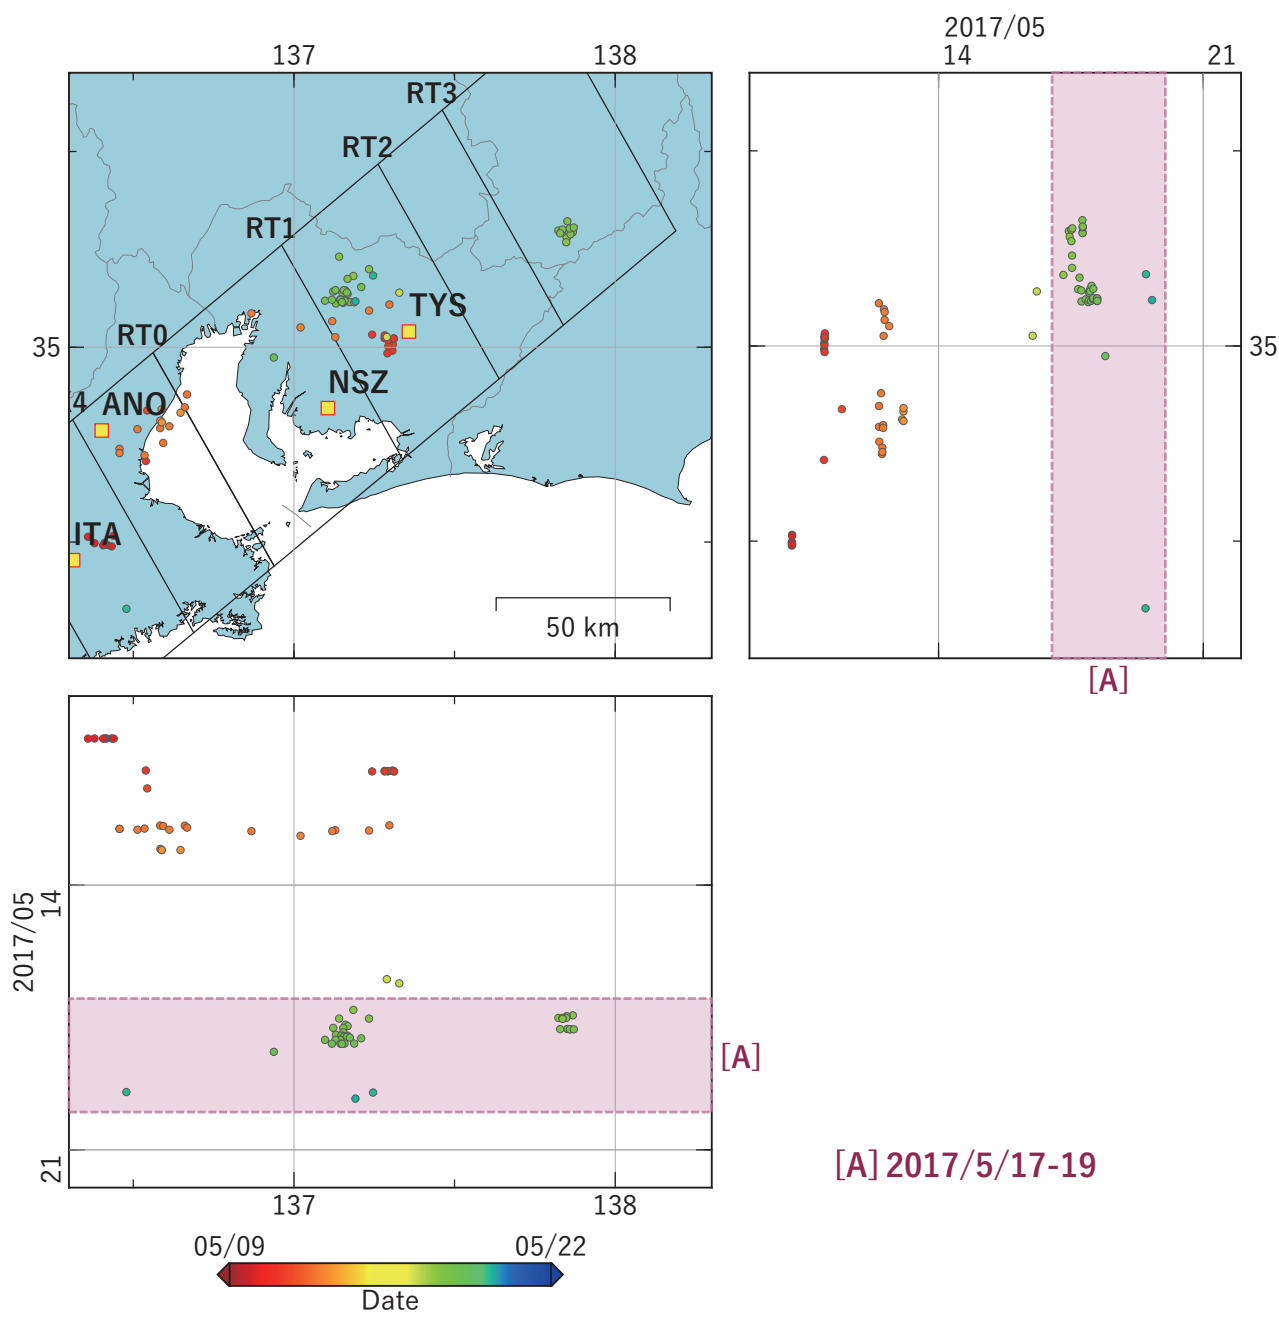 2017/05
137 138 14 21
RT3
RT2
RT1
TYS
RT0
35 35
NSZ
4 ANO
ITA
50 km
[A]
2017/05
14
[A]
21
[A] 2017/5/17-19
137 138
05/09 05/22
Date